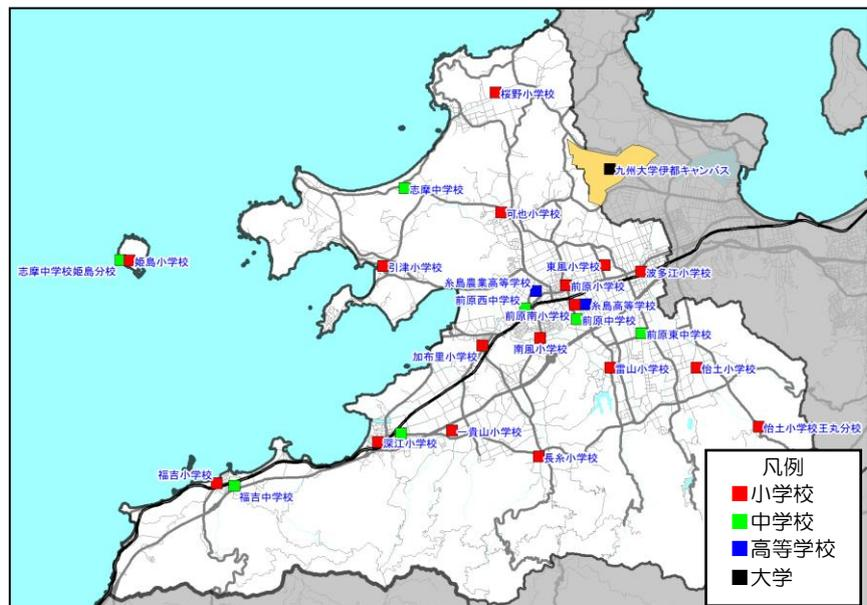 桜野小学校
九州大学伊都キャンパス
志摩中学校
可也小学校
志摩中学校姫島分校
姫島小学校
引津小学校
東風小学校
波多江小学校
糸島農業高等学校
前原小学校
前原西中学校
糸島高等学校
前原南小学校
前原中学校
前原東中学校
加布里小学校
南風小学校
雷山小学校
怡土小学校
深江小学校
一貴山小学校
怡土小学校王丸分校
長糸小学校
福吉小学校
福吉中学校
凡例
小学校
中学校
高等学校
大学